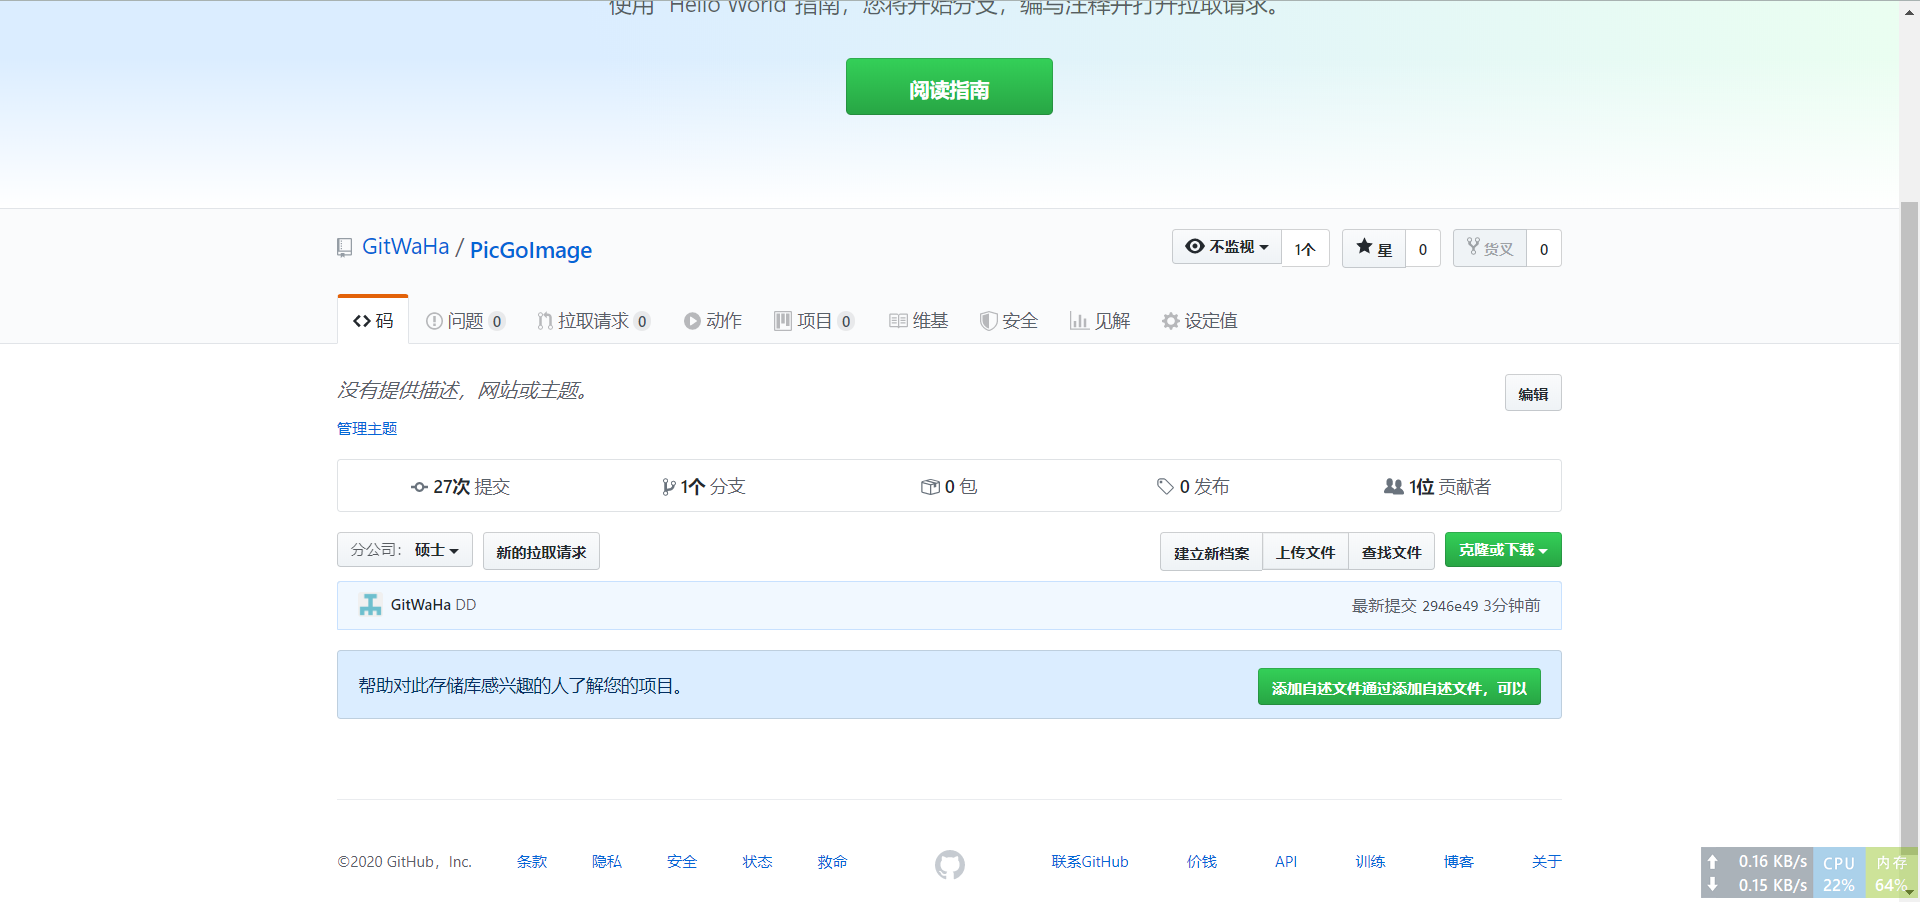 使用“Hello World”指南，您将开始分支，编写注释并打开拉取请求。
阅读指南
GitWaHa / PicGoImage
不监视 1个 星 0 货叉 0
码 问题 0 拉取请求 0 动作 项目 0 维基 安全 见解 设定值
没有提供描述，网站或主题。 编辑
管理主题
27次 提交 1个 分支 0 包 0 发布 1位 贡献者
分公司： 硕士 新的拉取请求 建立新档案 上传文件 查找文件 克隆或下载
GitWaHa DD 最新提交 2946e49 3分钟前
帮助对此存储库感兴趣的人了解您的项目。 添加自述文件通过添加自述文件，可以
©2020 GitHub，Inc. 条款 隐私 安全 状态 救命 联系GitHub 价钱 API 训练 博客 关于
0.16 KB/s CPU 内存
0.15 KB/s 22% 64%